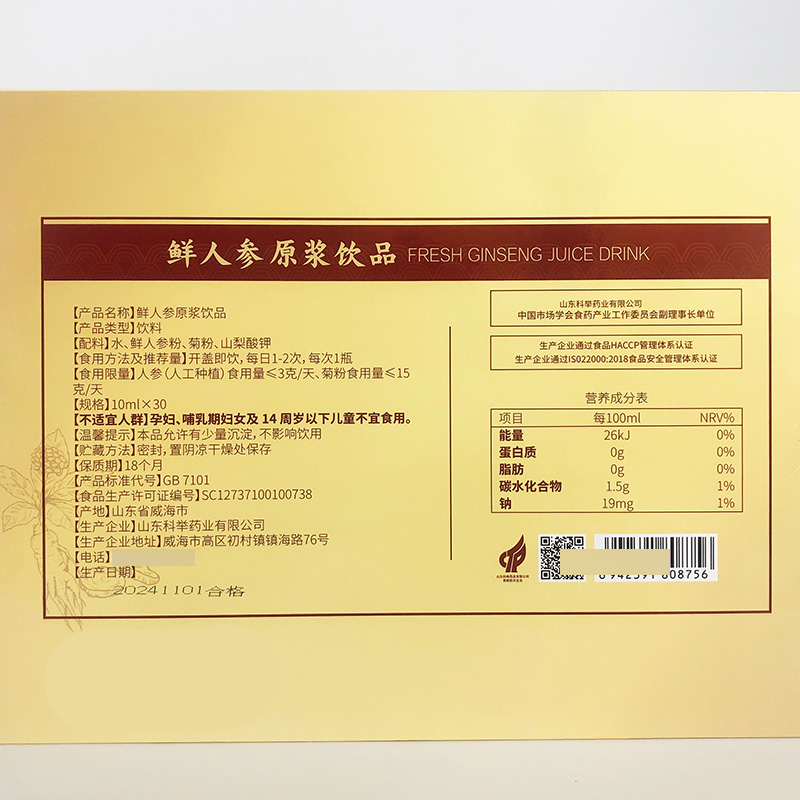 鲜人参原浆饮品 FRESH GINSENG JUICE DRINK
【产品名称】鲜人参原浆饮品
【产品类型】饮料
【配料】水、鲜人参粉、菊粉、山梨酸钾
【食用方法及推荐量】开盖即饮,每日1-2次,每次1瓶
【食用限量】人参(人工种植)食用量≤3克/天、菊粉食用量≤15
克/天
【规格】10ml×30
【不适宜人群】孕妇、哺乳期妇女及 14 周岁以下儿童不宜食用。
【温馨提示】本品允许有少量沉淀,不影响饮用
【贮藏方法】密封,置阴凉干燥处保存
【保质期】18个月
【产品标准代号】GB 7101
【食品生产许可证编号】SC12737100100738
【产地】山东省威海市
【生产企业】山东科举药业有限公司
【生产企业地址】威海市高区初村镇镇海路76号
【电话】
【生产日期】
20241101合格
山东科举药业有限公司
中国市场学会食药产业工作委员会副理事长单位
生产企业通过食品HACCP管理体系认证
生产企业通过ISO22000:2018食品安全管理体系认证
营养成分表
项目 每100ml NRV%
能量 26kJ 0%
蛋白质 0g 0%
脂肪 0g 0%
碳水化合物 1.5g 1%
钠 19mg 1%